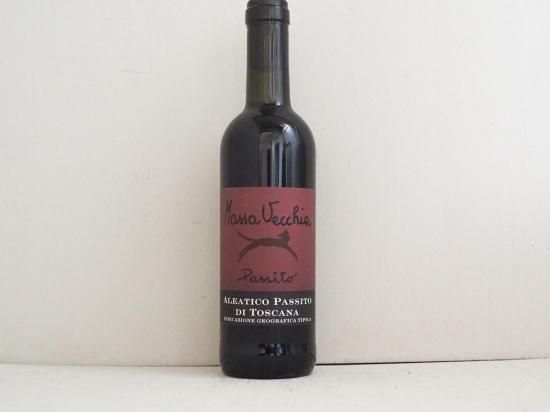 Massa Vecchia
Passito
ALEATICO PASSITO
DI TOSCANA
INDICAZIONE GEOGRAFICA TIPICA